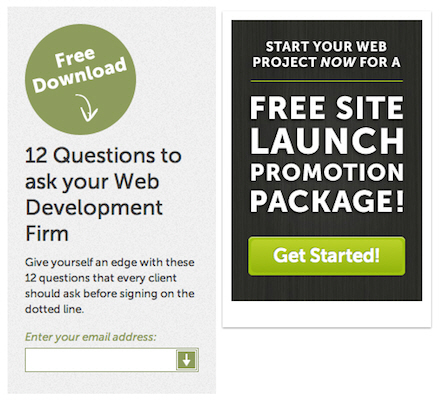 Free
Download
12 Questions to
ask your Web
Development
Firm
Give yourself an edge with these
12 questions that every client
should ask before signing on the
dotted line.
Enter your email address:
START YOUR WEB
PROJECT NOW FOR A
FREE SITE
LAUNCH
PROMOTION
PACKAGE!
Get Started!